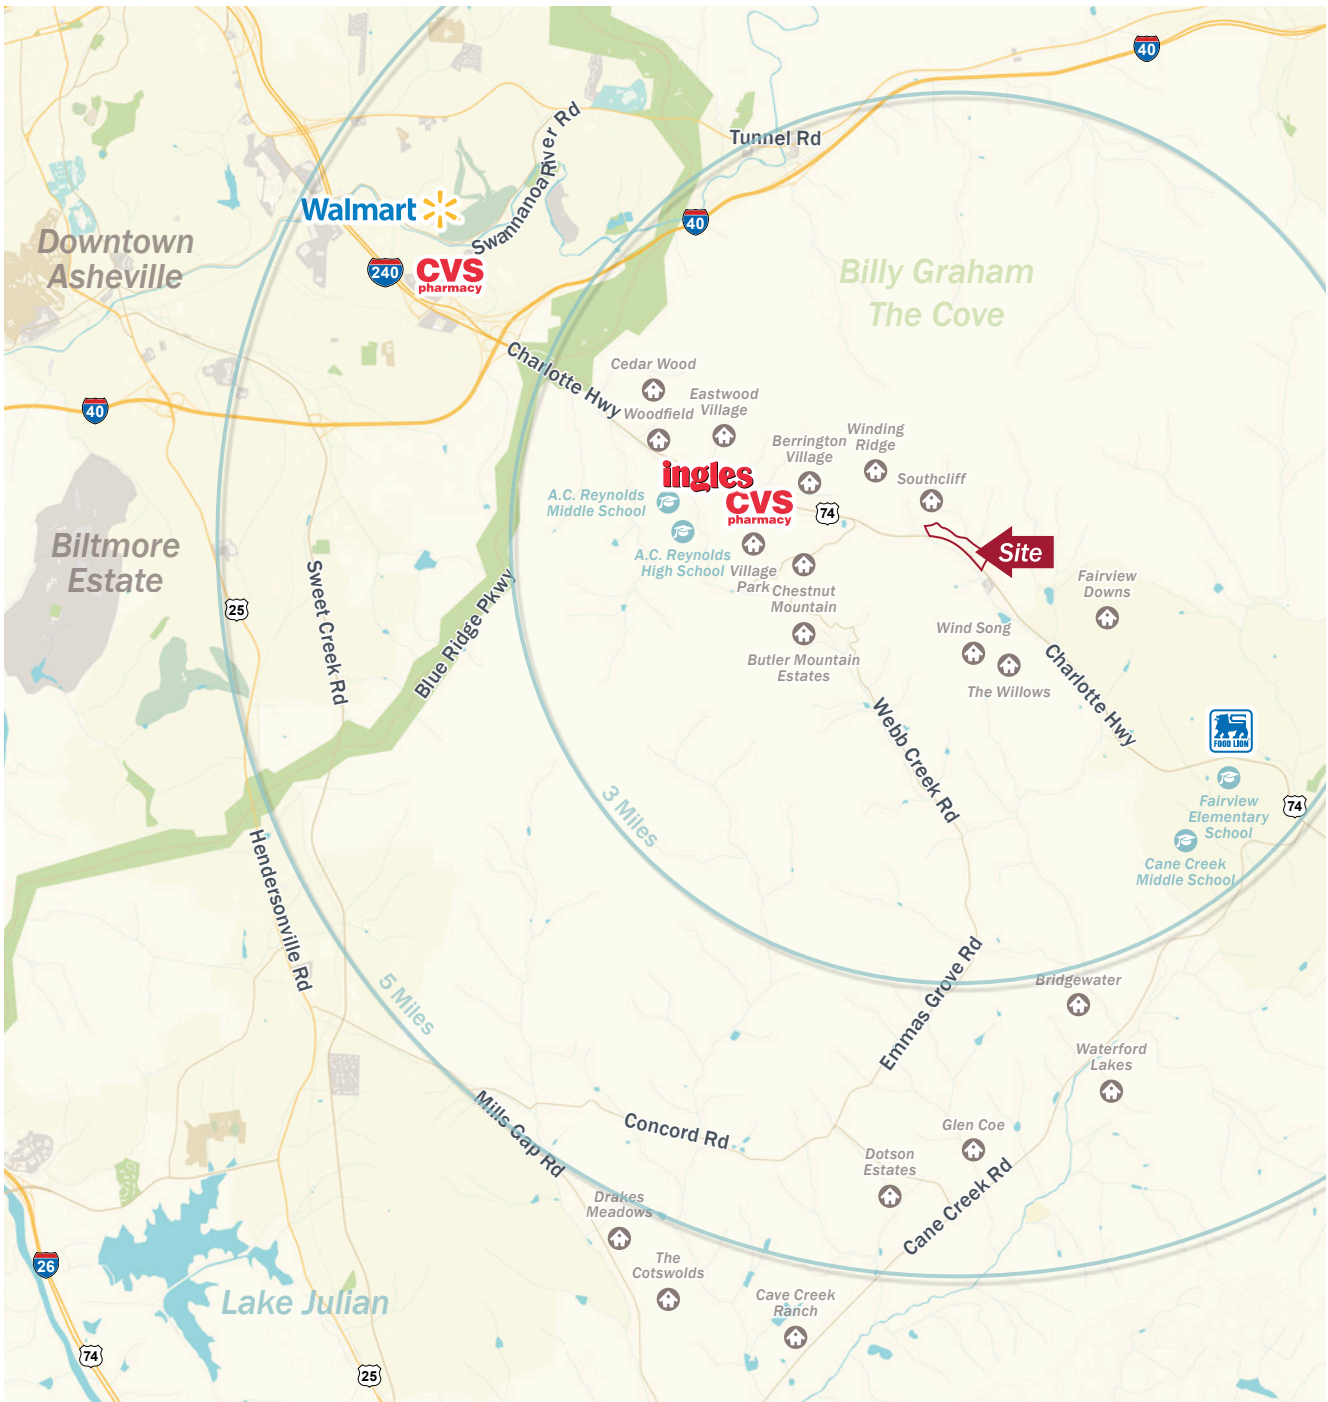 40
Swannanoa River Rd
Tunnel Rd
Walmart
40
Downtown
Asheville
240
CVS
pharmacy
Billy Graham
The Cove
Charlotte Hwy
Cedar Wood
Eastwood
Village
Woodfield
40
Winding
Ridge
Berrington
Village
ingles
Southcliff
CVS
pharmacy
A.C. Reynolds
Middle School
74
A.C. Reynolds
High School
Site
Biltmore
Estate
Village
Park
Chestnut
Mountain
Fairview
Downs
25
Sweet Creek Rd
Blue Ridge Pkwy
Wind Song
Butler Mountain
Estates
The Willows
Charlotte Hwy
Webb Creek Rd
FOOD LION
3 Miles
Fairview
Elementary
School
74
Cane Creek
Middle School
Hendersonville Rd
5 Miles
Emmas Grove Rd
Bridgewater
Waterford
Lakes
Mills Gap Rd
Concord Rd
Glen Coe
Dotson
Estates
Cane Creek Rd
Drakes
Meadows
26
The
Cotswolds
Lake Julian
Cave Creek
Ranch
74
25